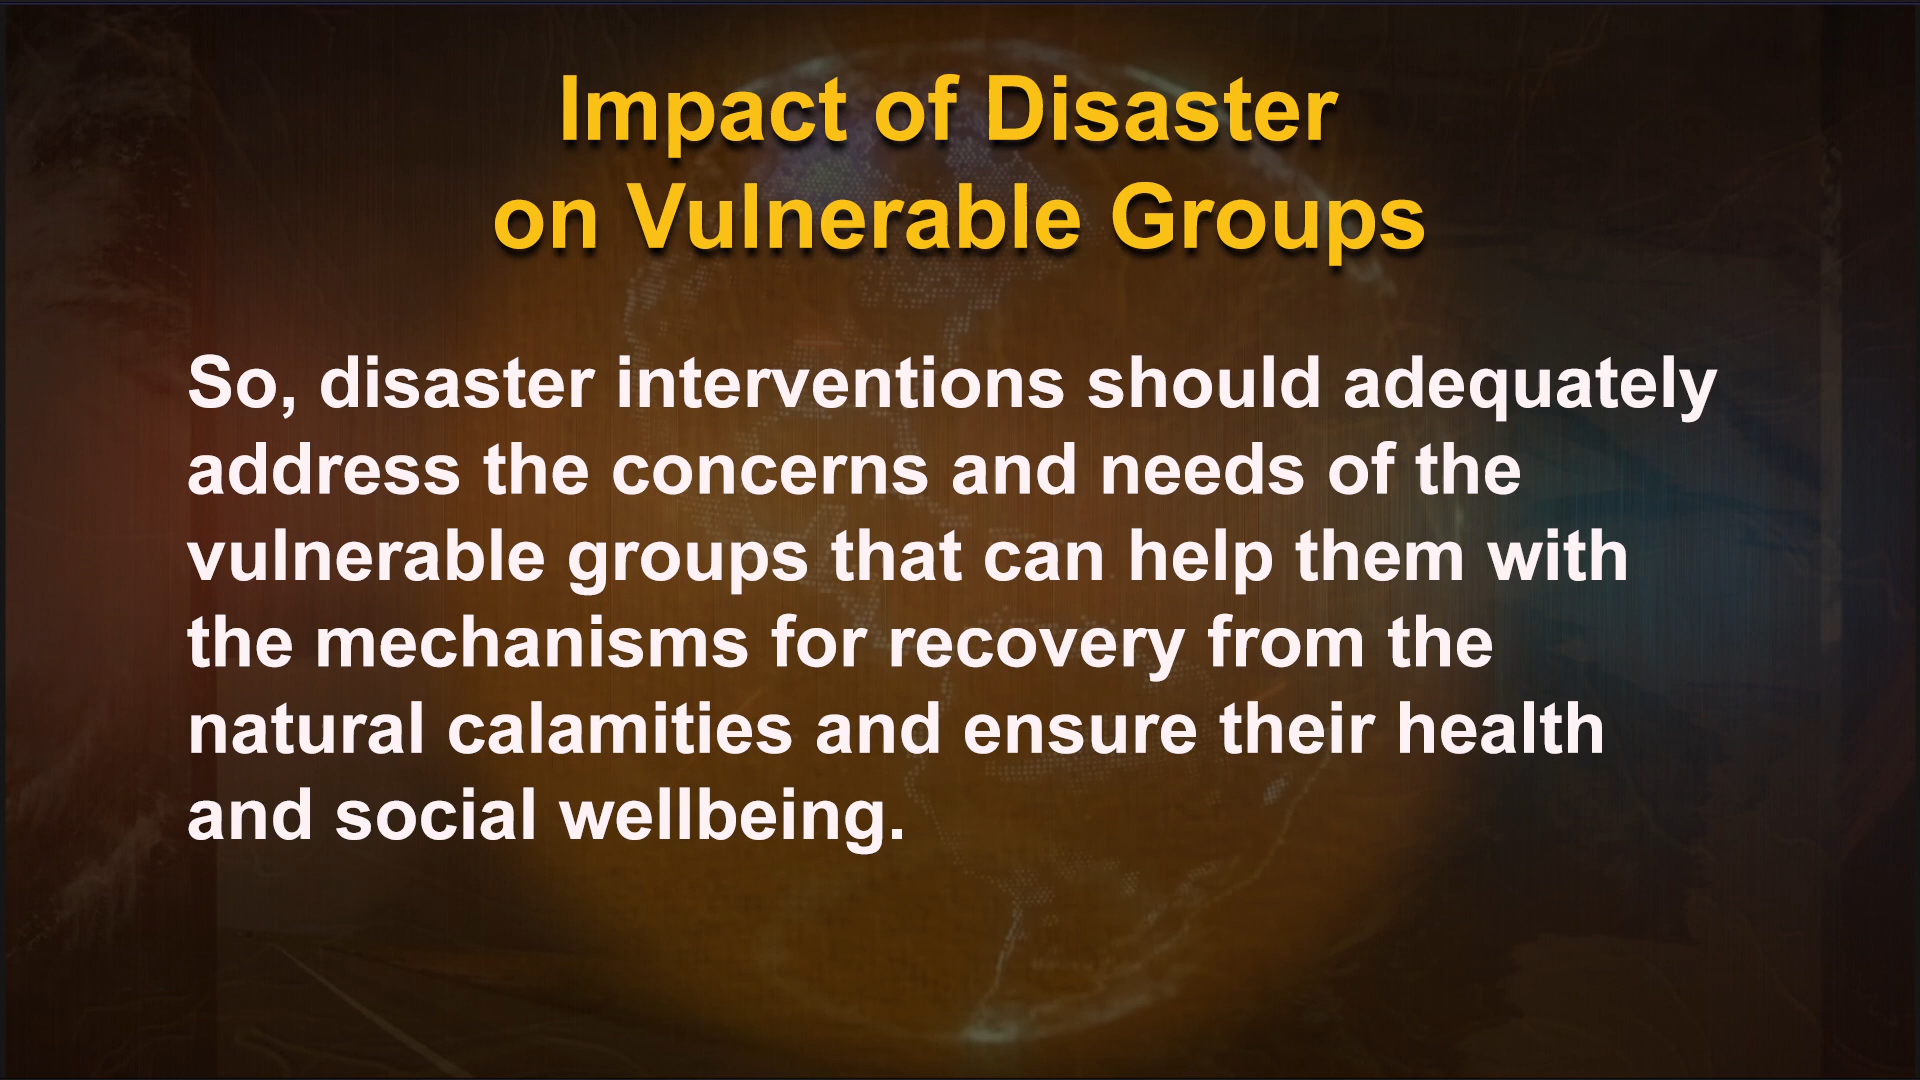 Impact of Disaster
on Vulnerable Groups
So, disaster interventions should adequately
address the concerns and needs of the
vulnerable groups that can help them with
the mechanisms for recovery from the
natural calamities and ensure their health
and social wellbeing.